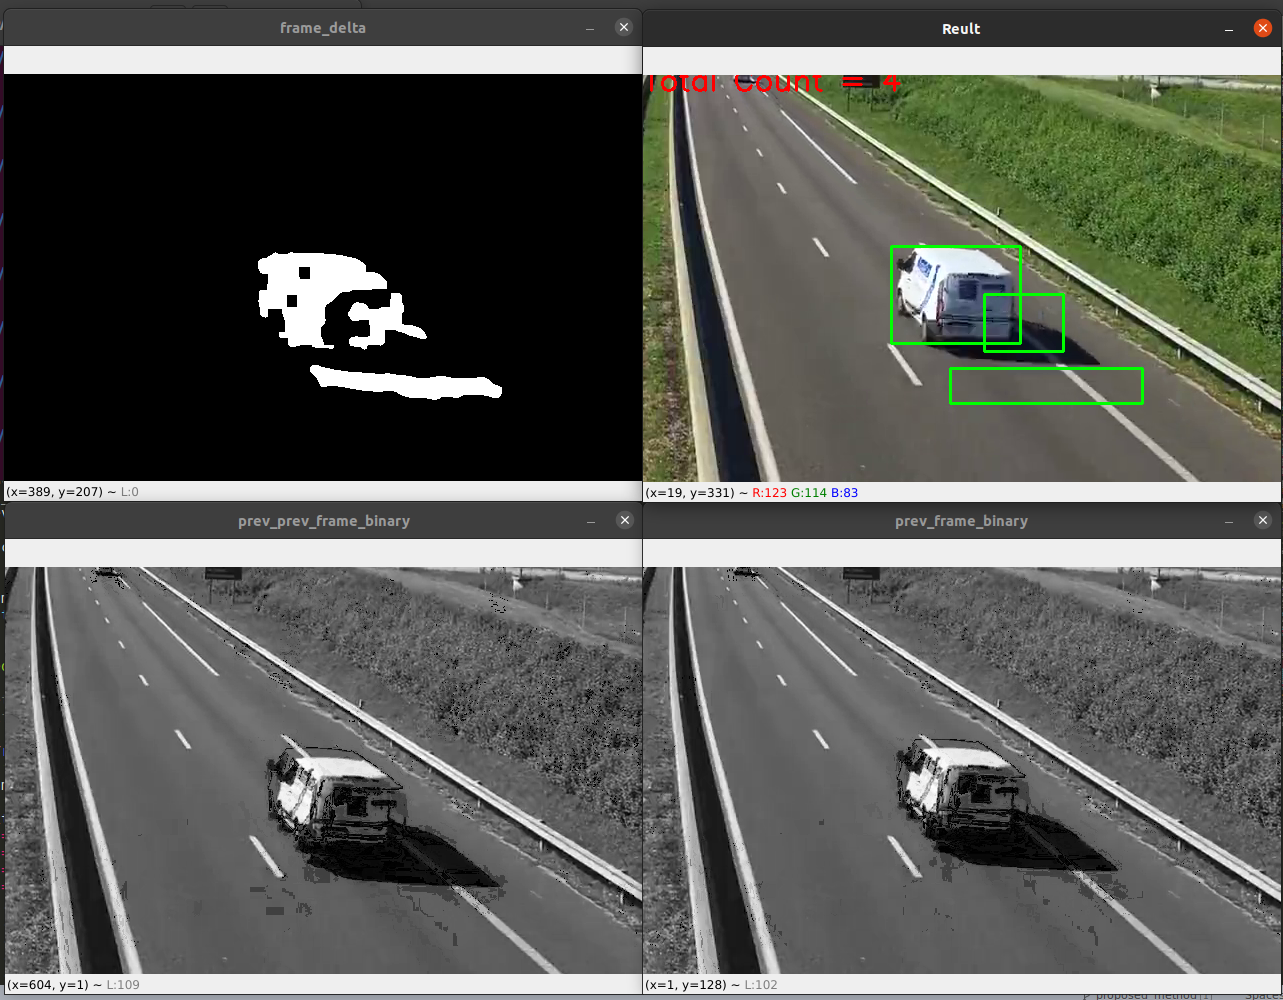 frame_delta
Reult
Total Count = 4
(x=389, y=207) ~ L:0
(x=19, y=331) ~ R:123 G:114 B:83
prev_prev_frame_binary
prev_frame_binary
(x=604, y=1) ~ L:109
(x=1, y=128) ~ L:102